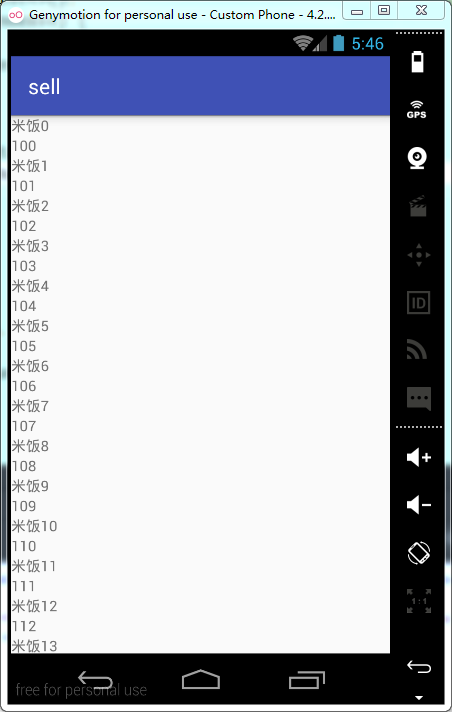 Genymotion for personal use - Custom Phone - 4.2....
5:46
sell
米饭0
100
米饭1
101
米饭2
102
米饭3
103
米饭4
104
米饭5
105
米饭6
106
米饭7
107
米饭8
108
米饭9
109
米饭10
110
米饭11
111
米饭12
112
米饭13
free for personal use
GPS
ID
1:1